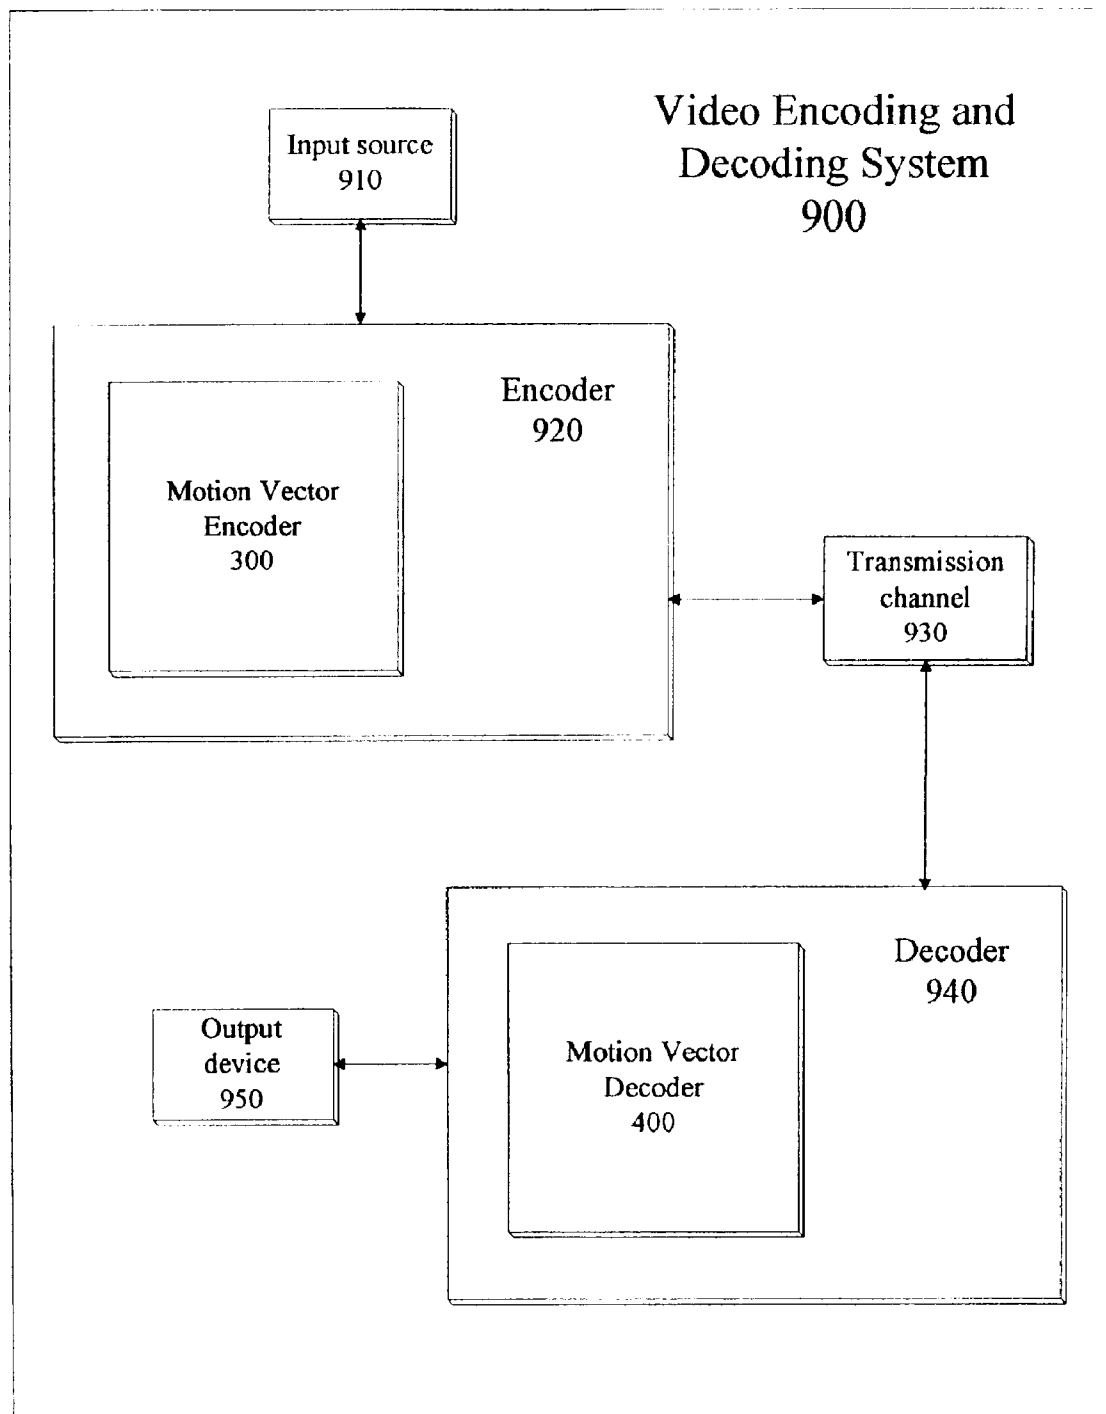 Video Encoding and
Decoding System
900
Input source
910
Encoder
920
Motion Vector
Encoder
300
Transmission
channel
930
Decoder
940
Motion Vector
Decoder
400
Output
device
950